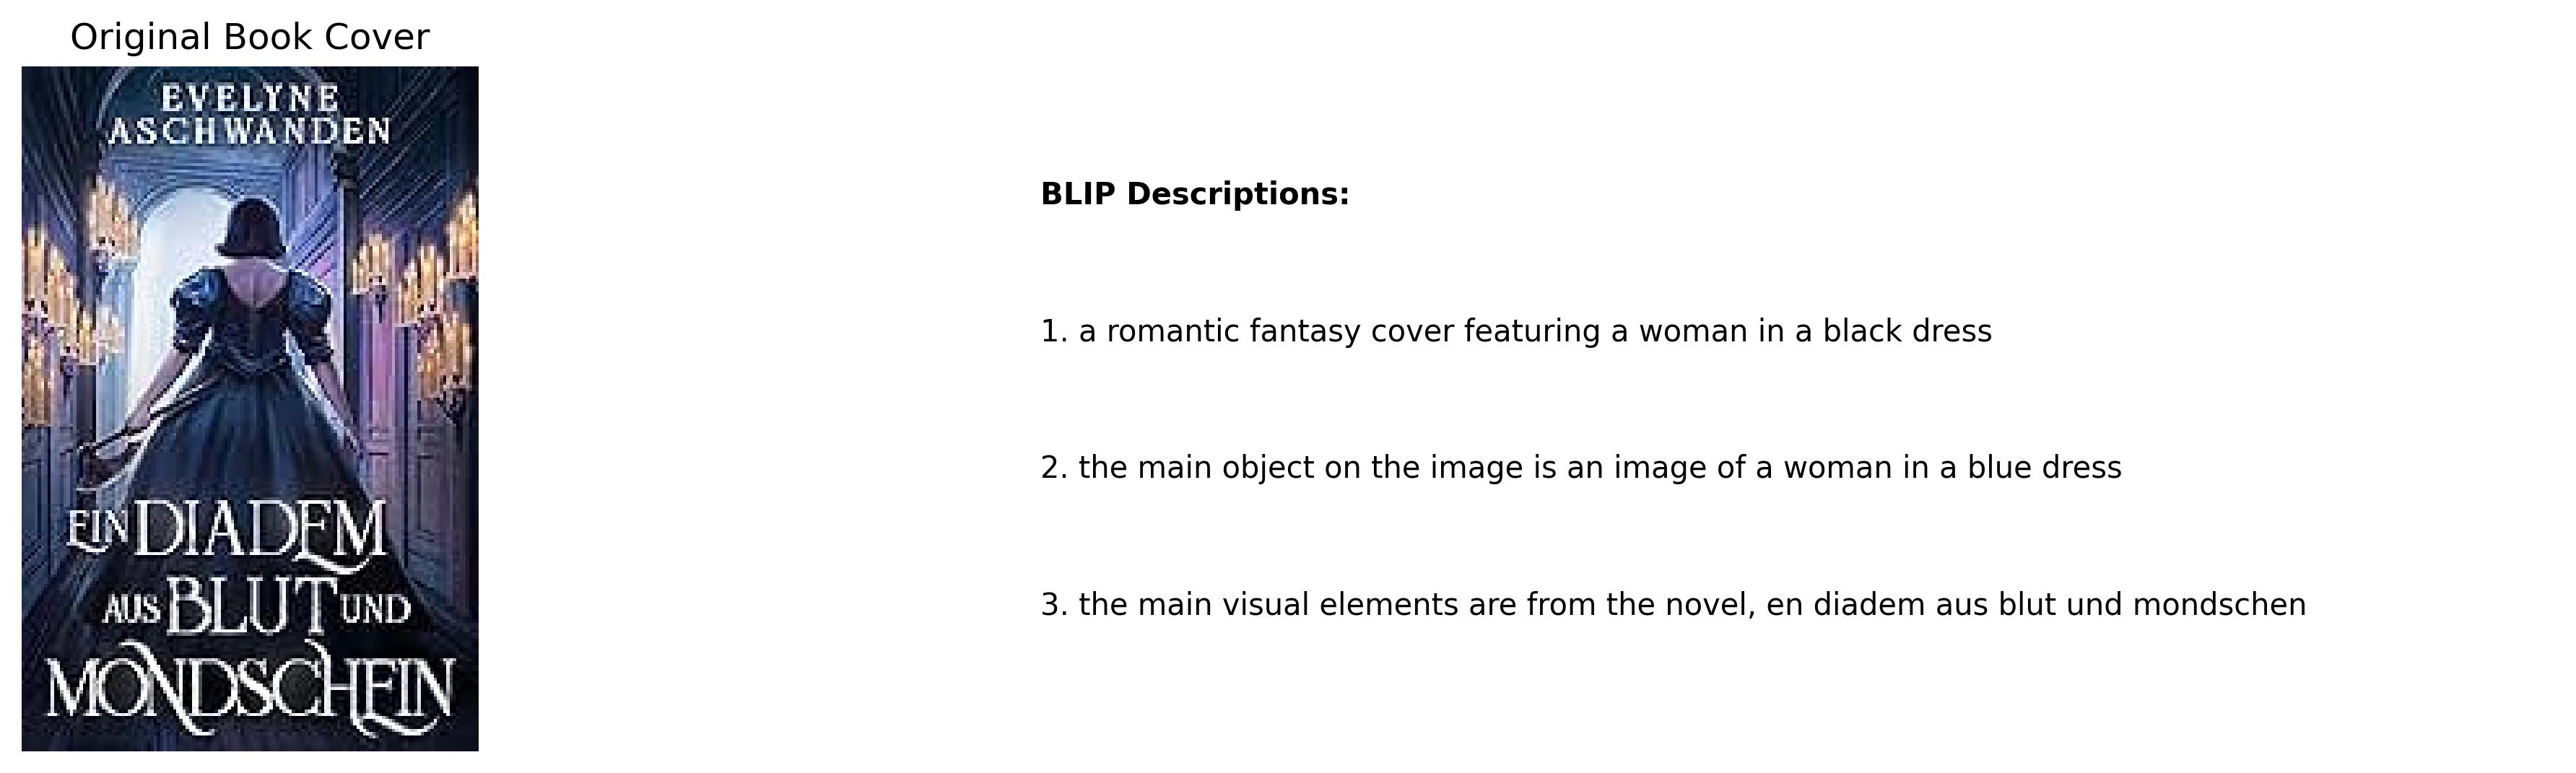 Original Book Cover
EVELYNE
ASCHWANDEN
EIN DIADEM
AUS BLUT UND
MONDSCHEIN
BLIP Descriptions:
1. a romantic fantasy cover featuring a woman in a black dress
2. the main object on the image is an image of a woman in a blue dress
3. the main visual elements are from the novel, en diadem aus blut und mondschen